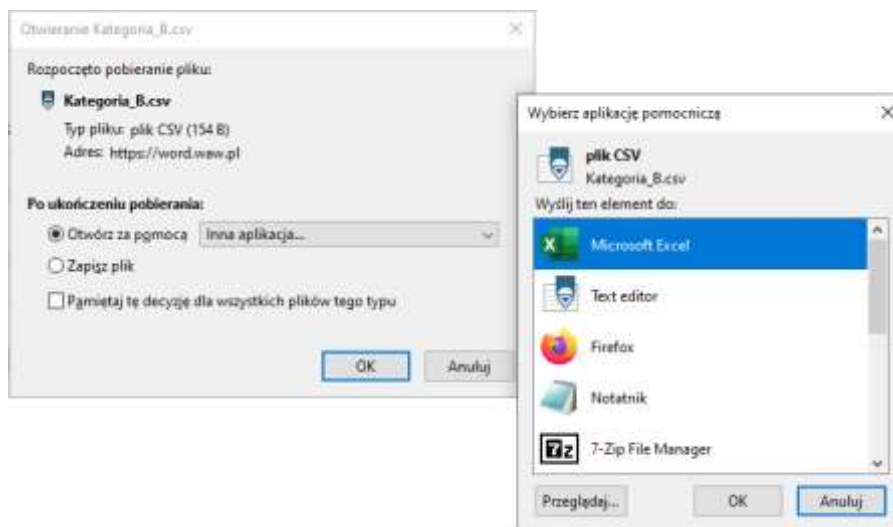 Otwieranie Kategoria_B.csv
Rozpoczęto pobieranie pliku:
Kategoria_B.csv
Typ pliku: plik CSV (154 B)
Adres: https://word.waw.pl
Po ukończeniu pobierania:
Otwórz za pomocą Inna aplikacja...
Zapisz plik
Pamiętaj tę decyzję dla wszystkich plików tego typu
OK Anuluj
Wybierz aplikację pomocniczą
plik CSV
Kategoria_B.csv
Wyślij ten element do:
Microsoft Excel
Text editor
Firefox
Notatnik
7-Zip File Manager
Przeglądaj... OK Anuluj